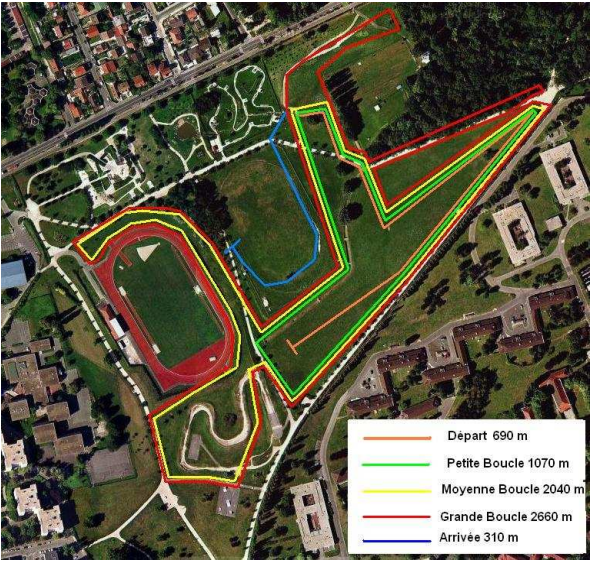 Départ 690 m
Petite Boucle 1070 m
Moyenne Boucle 2040 m
Grande Boucle 2660 m
Arrivée 310 m